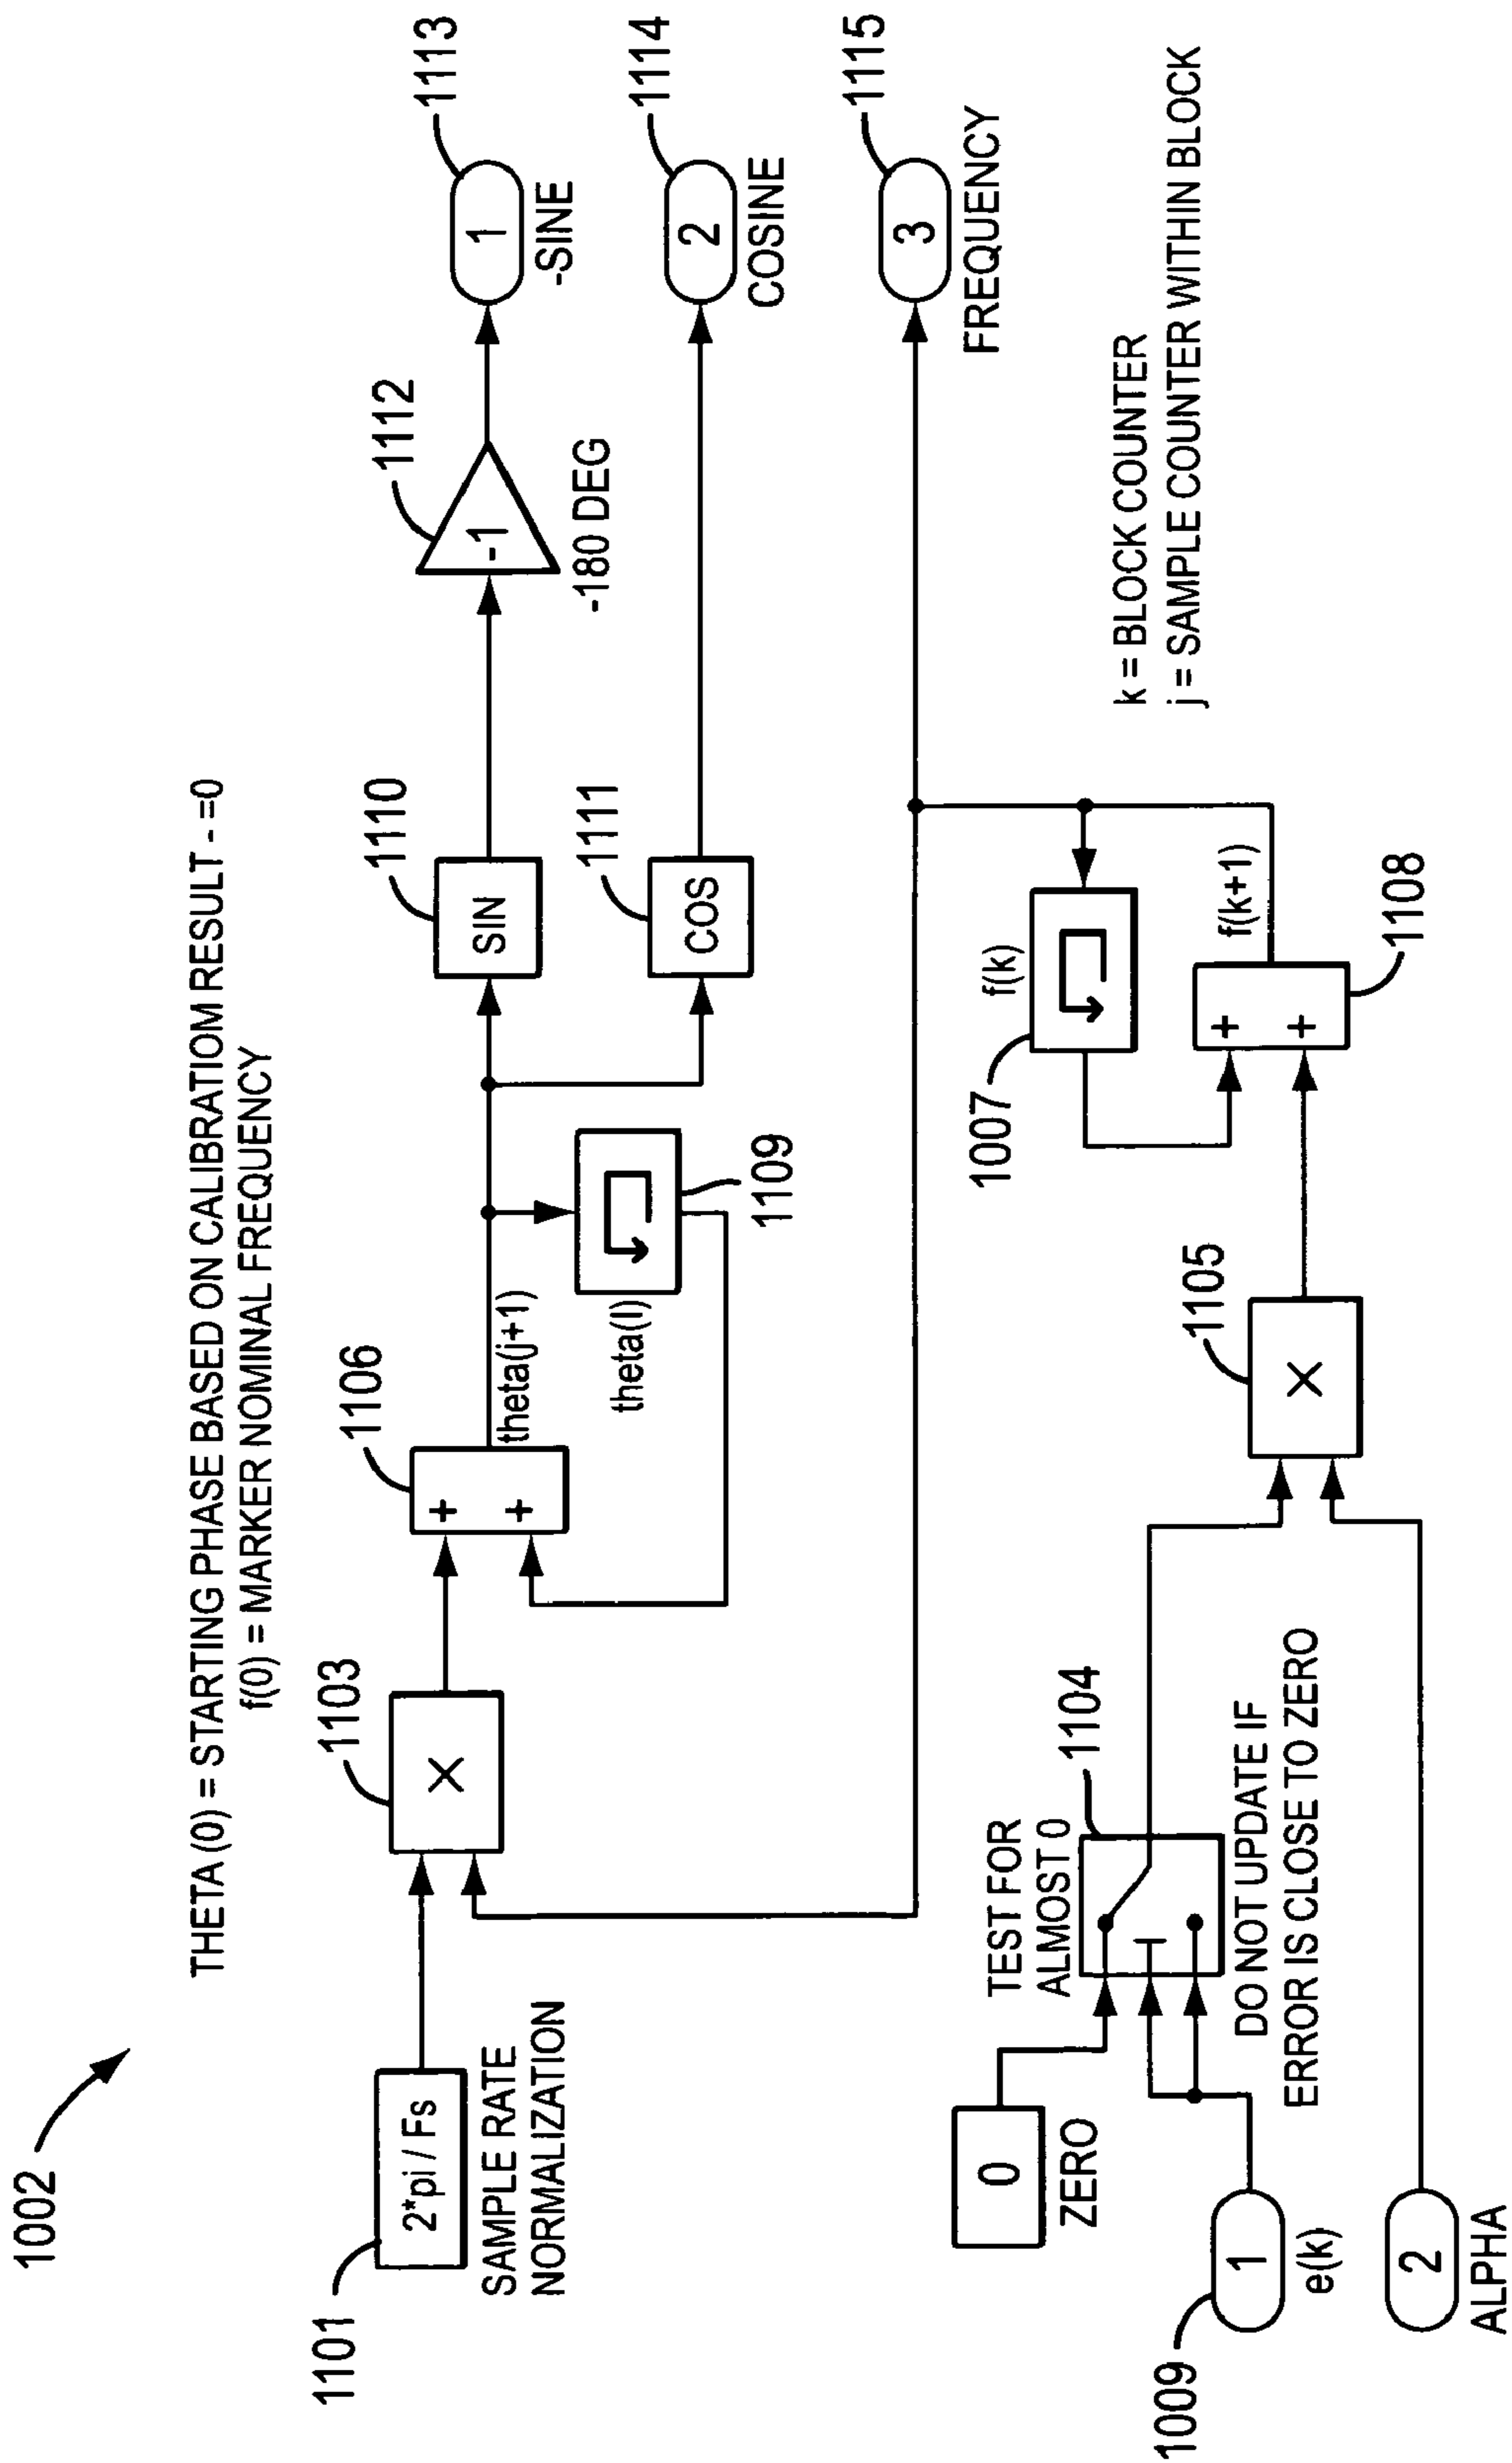 1002
THETA (0) = STARTING PHASE BASED ON CALIBRATIOM RESULT - =0
f(0) = MARKER NOMINAL FREQUENCY
1101
2*pi / Fs
SAMPLE RATE
NORMALIZATION
1103
×
1106
+
+
theta(j+1)
theta(l)
1109
1110
SIN
1111
COS
1112
-1
-180 DEG
1113
1
-SINE
1114
2
COSINE
1115
3
FREQUENCY
0
ZERO
TEST FOR
ALMOST 0
1104
DO NOT UPDATE IF
ERROR IS CLOSE TO ZERO
1009
1
e(k)
2
ALPHA
1105
×
1007
f(k)
+
+
f(k+1)
1108
k = BLOCK COUNTER
j = SAMPLE COUNTER WITHIN BLOCK